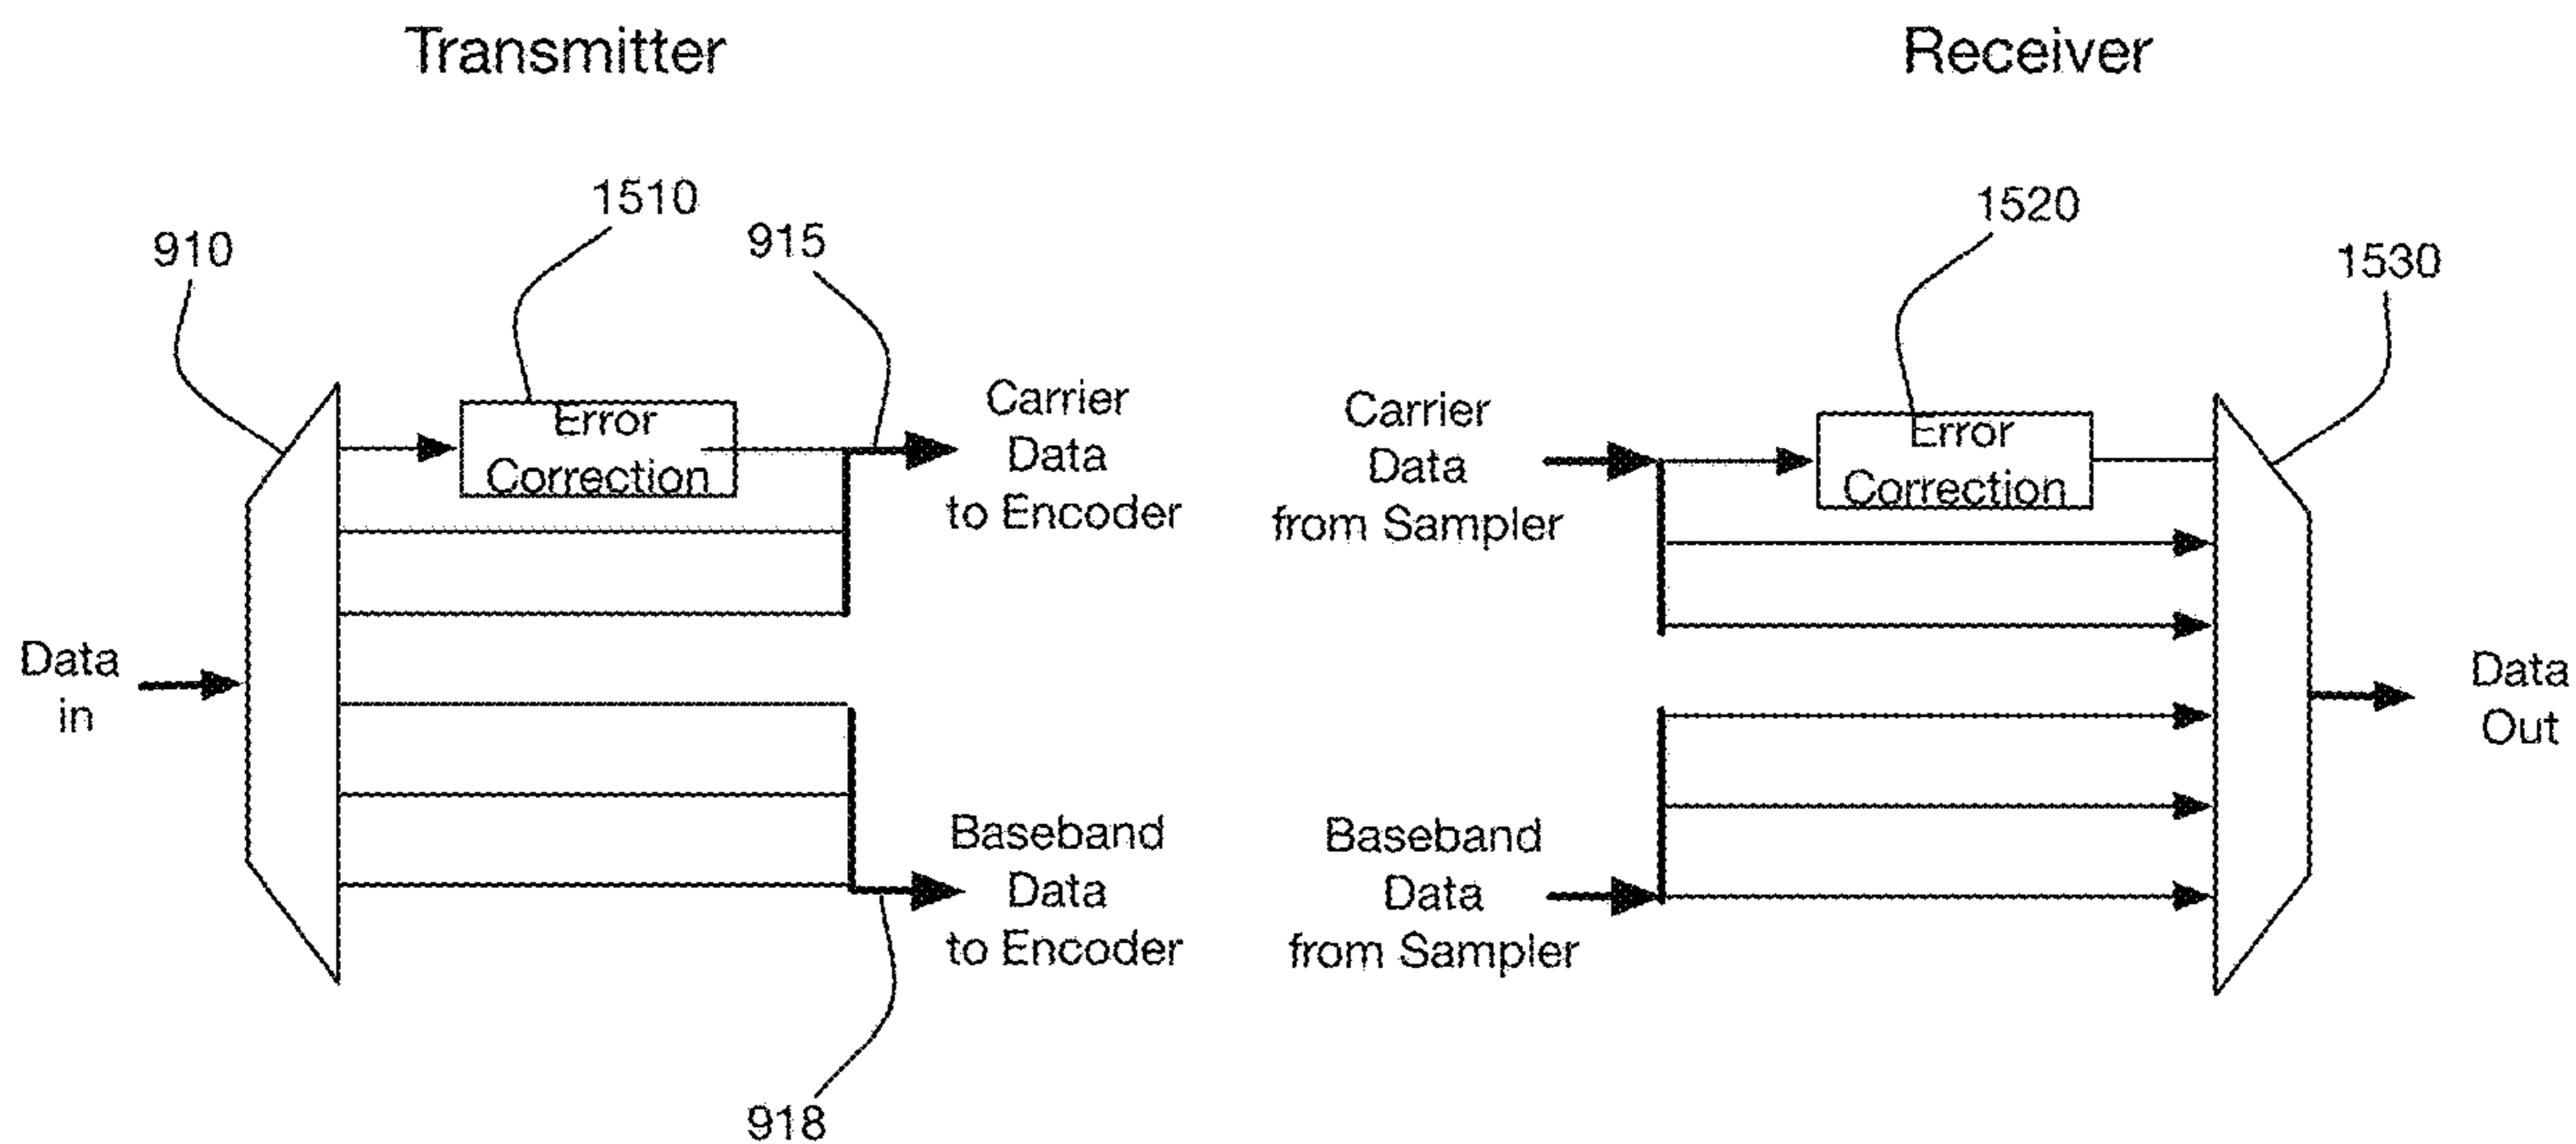 Transmitter
Receiver
1510
915
910
1520
1530
Error
Correction
Carrier
Data
to Encoder
Carrier
Data
from Sampler
Error
Correction
Data
in
Data
Out
Baseband
Data
to Encoder
Baseband
Data
from Sampler
918